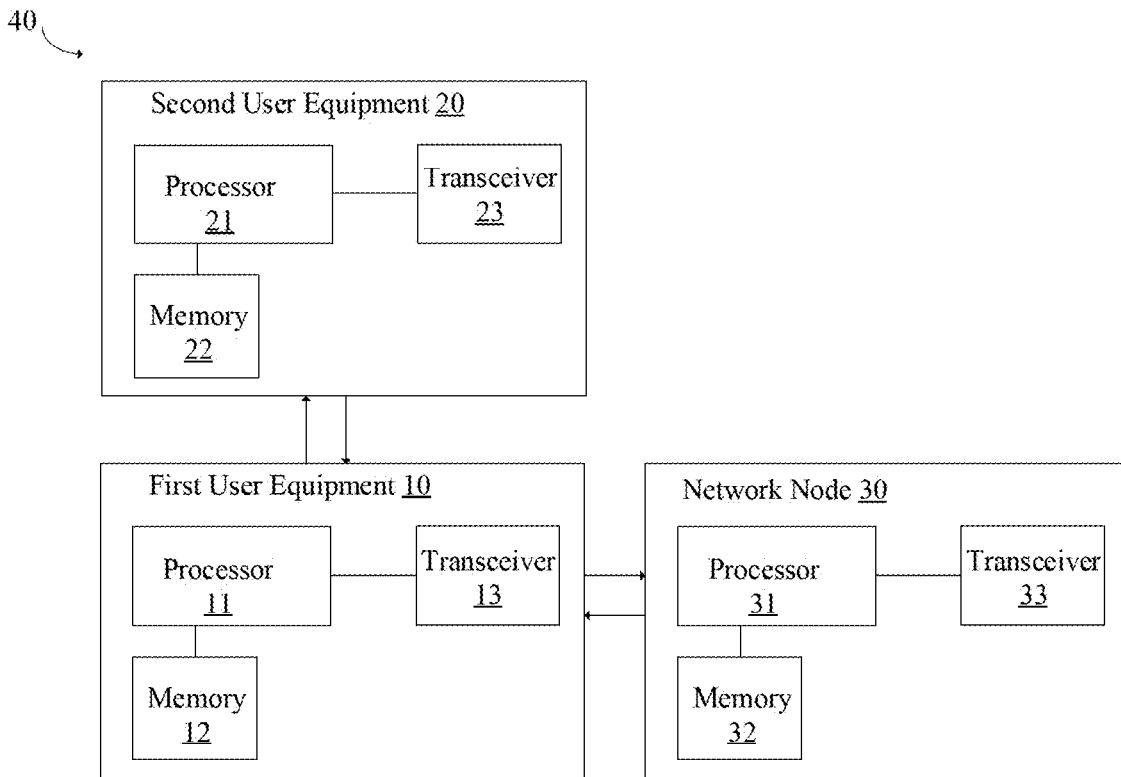 40
Second User Equipment 20
Processor
21
Transceiver
23
Memory
22
First User Equipment 10
Processor
11
Transceiver
13
Memory
12
Network Node 30
Processor
31
Transceiver
33
Memory
32